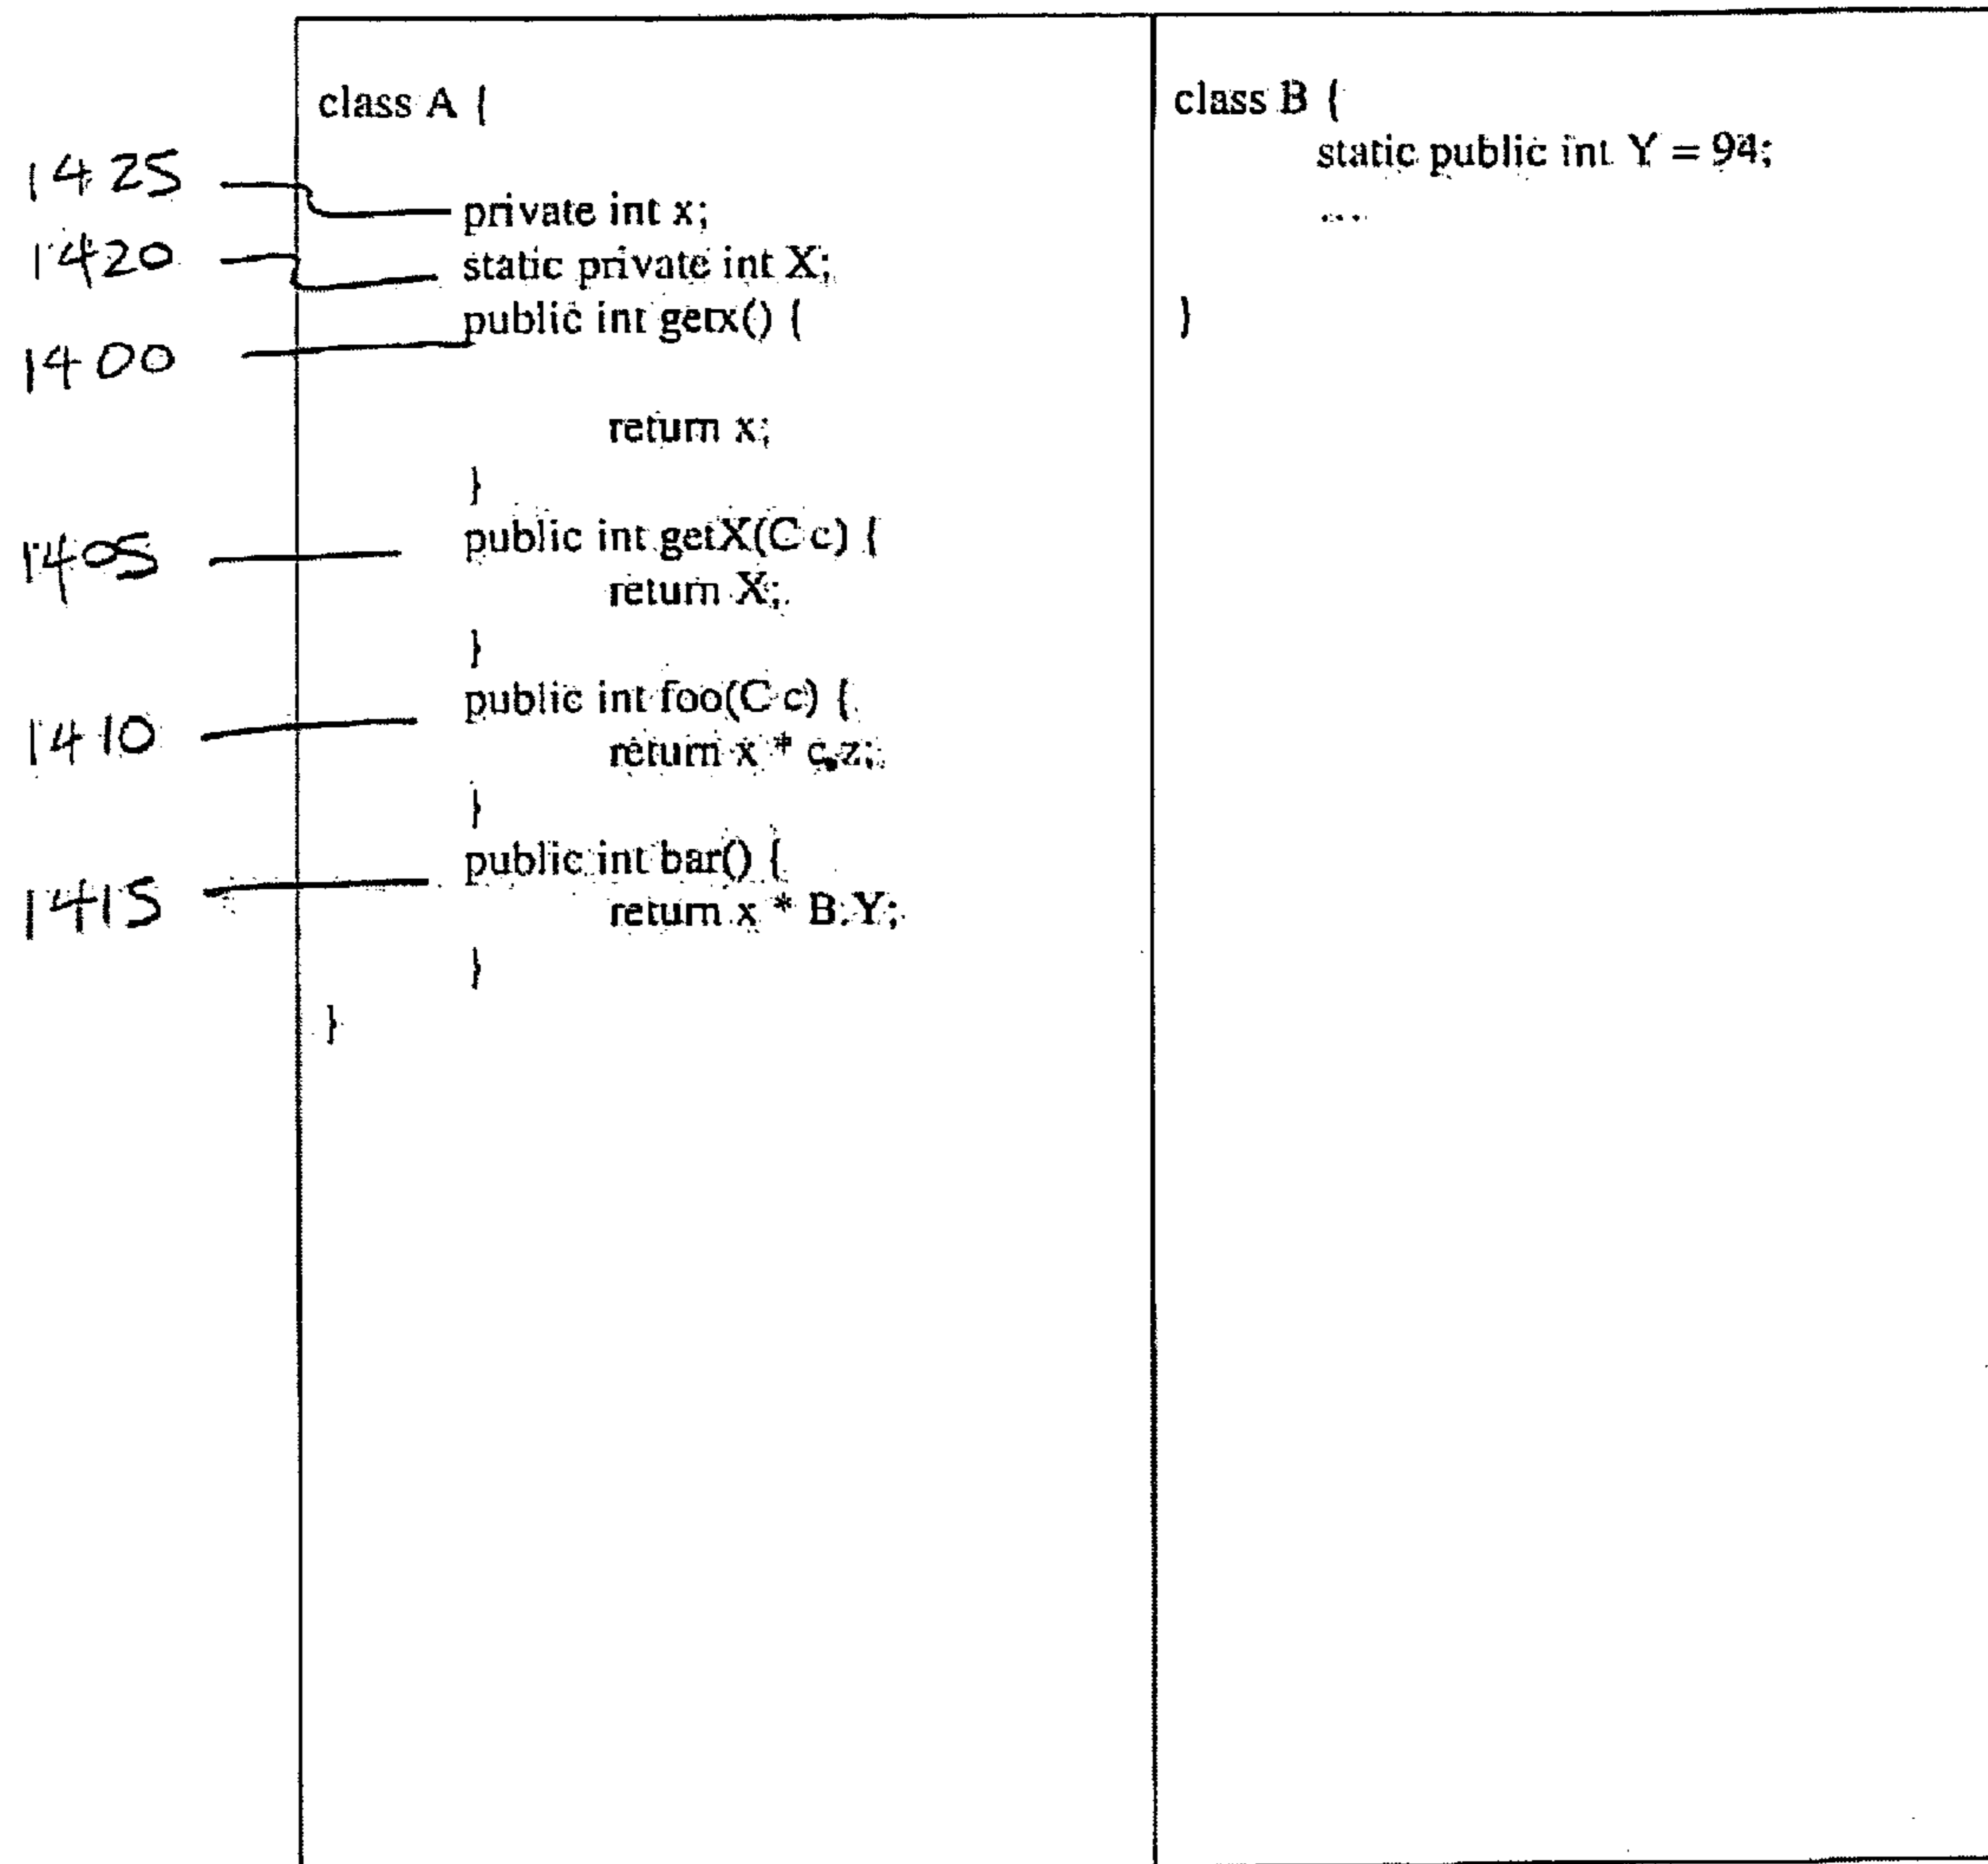 class A {
1425
private int x;
1420
static private int X;
public int getx() {
1400
return x;
}
1405
public int getX(C c) {
return X;
}
public int foo(C c) {
1410
return x * c.z;
}
public int bar() {
1415
return x * B.Y;
}
}
class B {
static public int Y = 94;
....
}